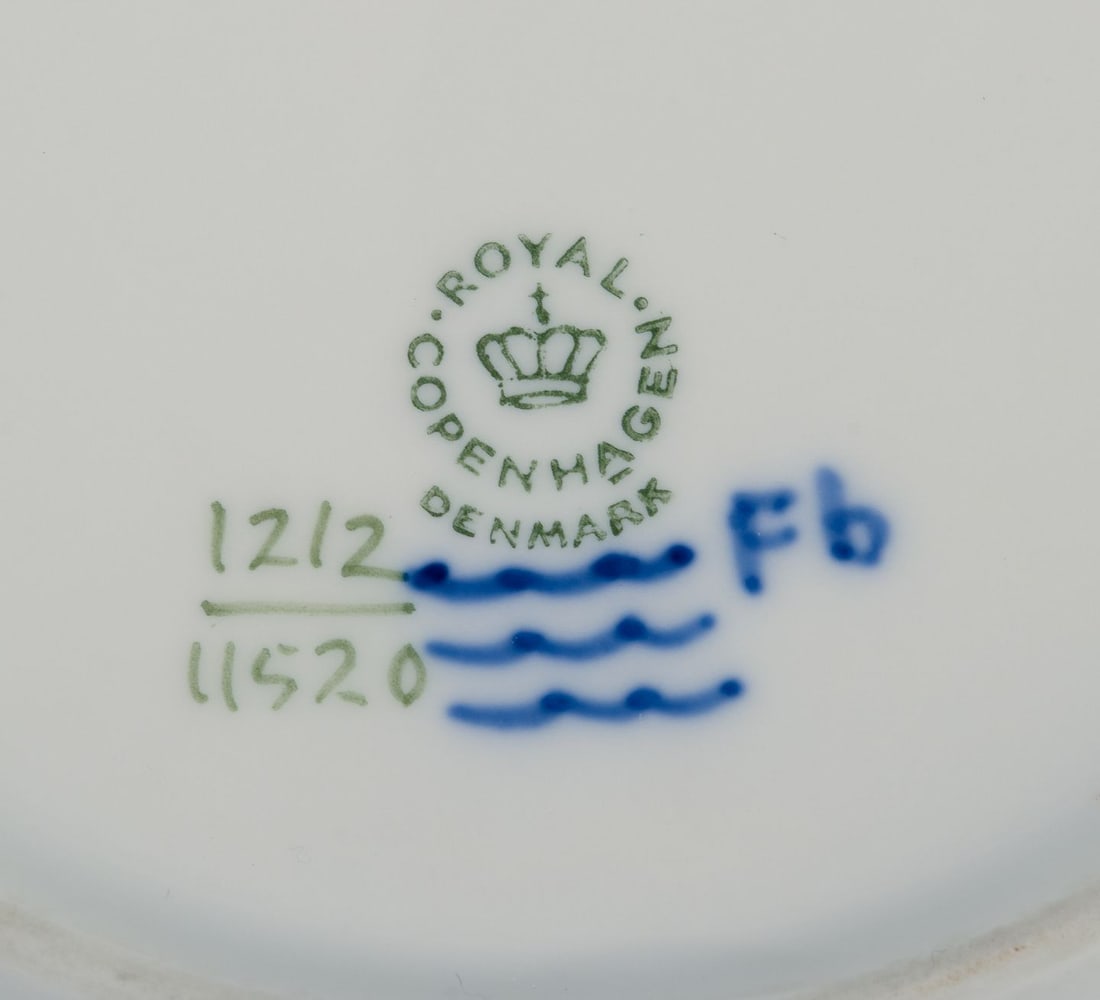 · ROYAL ·
COPENHAGEN
DENMARK
1212
11520
Fb